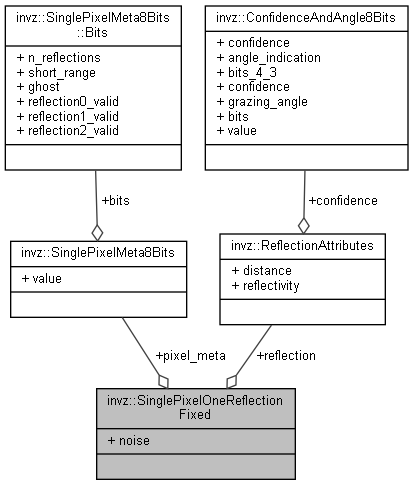 invz::SinglePixelMeta8Bits
::Bits
+ n_reflections
+ short_range
+ ghost
+ reflection0_valid
+ reflection1_valid
+ reflection2_valid
invz::ConfidenceAndAngle8Bits
+ confidence
+ angle_indication
+ bits_4_3
+ confidence
+ grazing_angle
+ bits
+ value
+bits
+confidence
invz::SinglePixelMeta8Bits
+ value
invz::ReflectionAttributes
+ distance
+ reflectivity
+pixel_meta
+reflection
invz::SinglePixelOneReflection
Fixed
+ noise